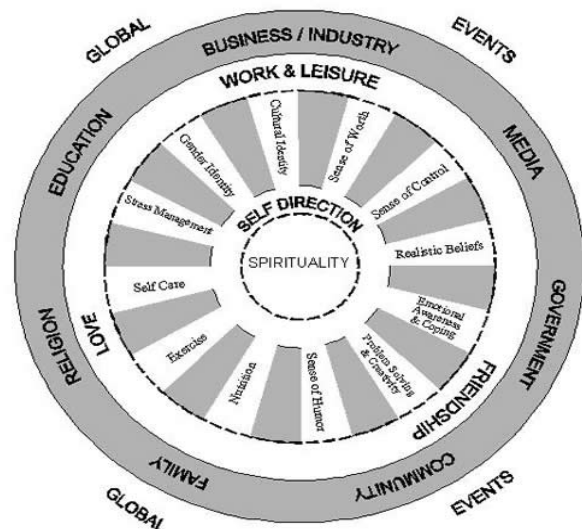 GLOBAL
EVENTS
BUSINESS / INDUSTRY
MEDIA
GOVERNMENT
COMMUNITY
FAMILY
RELIGION
EDUCATION
WORK & LEISURE
FRIENDSHIP
LOVE
Sense of Worth
Sense of Control
Realistic Beliefs
Emotional
Awareness
& Coping
Problem Solving
& Creativity
Sense of Humor
Nutrition
Exercise
Self Care
Stress Management
Gender Identity
Cultural Identity
SELF DIRECTION
SPIRITUALITY
GLOBAL
EVENTS